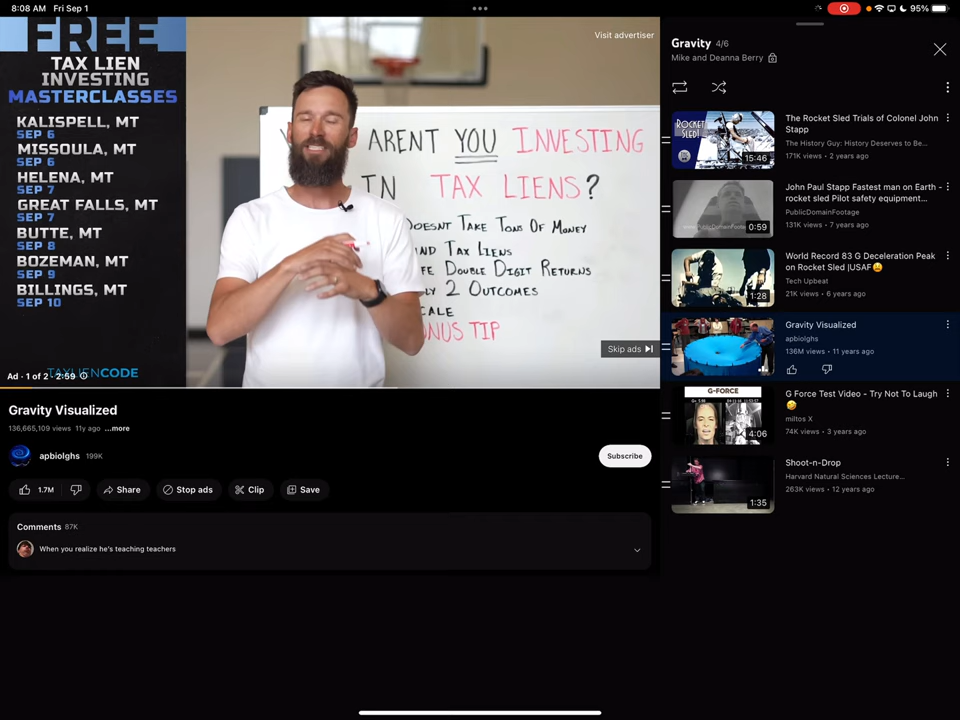 8:08 AM Fri Sep 1
95%
FREE
TAX LIEN
INVESTING
MASTERCLASSES
KALISPELL, MT
SEP 6
MISSOULA, MT
SEP 6
HELENA, MT
SEP 7
GREAT FALLS, MT
SEP 7
BUTTE, MT
SEP 8
BOZEMAN, MT
SEP 9
BILLINGS, MT
SEP 10
TAXLIENCODE
Ad · 1 of 2 · 2:59
Visit advertiser
ARENT YOU INVESTING
IN TAX LIENS?
DOESNT TAKE TONS OF MONEY
TAX LIENS
DOUBLE DIGIT RETURNS
2 OUTCOMES
TIP
Skip ads
Gravity Visualized
136,665,109 views 11y ago ...more
apbiolghs 199K
Subscribe
1.7M
Share
Stop ads
Clip
Save
Comments 87K
When you realize he's teaching teachers
Gravity 4/6
Mike and Deanna Berry
ROCKET
SLED!
15:46
The Rocket Sled Trials of Colonel John
Stapp
The History Guy: History Deserves to Be...
171K views • 2 years ago
0:59
John Paul Stapp Fastest man on Earth -
rocket sled Pilot safety equipment...
PublicDomainFootage
131K views • 7 years ago
1:28
World Record 83 G Deceleration Peak
on Rocket Sled |USAF😫
Tech Upbeat
21K views • 6 years ago
Gravity Visualized
apbiolghs
136M views • 11 years ago
G-FORCE
4:06
G Force Test Video - Try Not To Laugh
🤣
miltos X
74K views • 3 years ago
1:35
Shoot-n-Drop
Harvard Natural Sciences Lecture...
263K views • 12 years ago